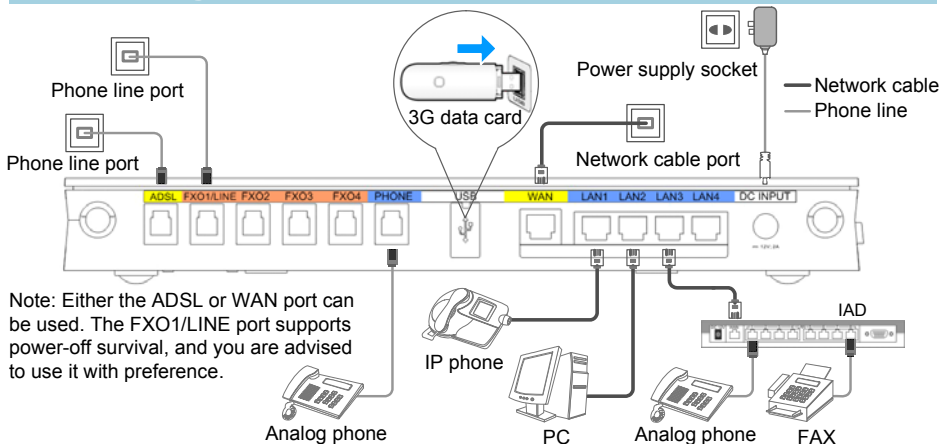 Phone line port
Phone line port
3G data card
Power supply socket
Network cable
Phone line
Network cable port
ADSL FXO1/LINE FXO2 FXO3 FXO4 PHONE USB WAN LAN1 LAN2 LAN3 LAN4 DC INPUT
12V, 2A
Note: Either the ADSL or WAN port can
be used. The FXO1/LINE port supports
power-off survival, and you are advised
to use it with preference.
IP phone
IAD
Analog phone
PC
Analog phone
FAX